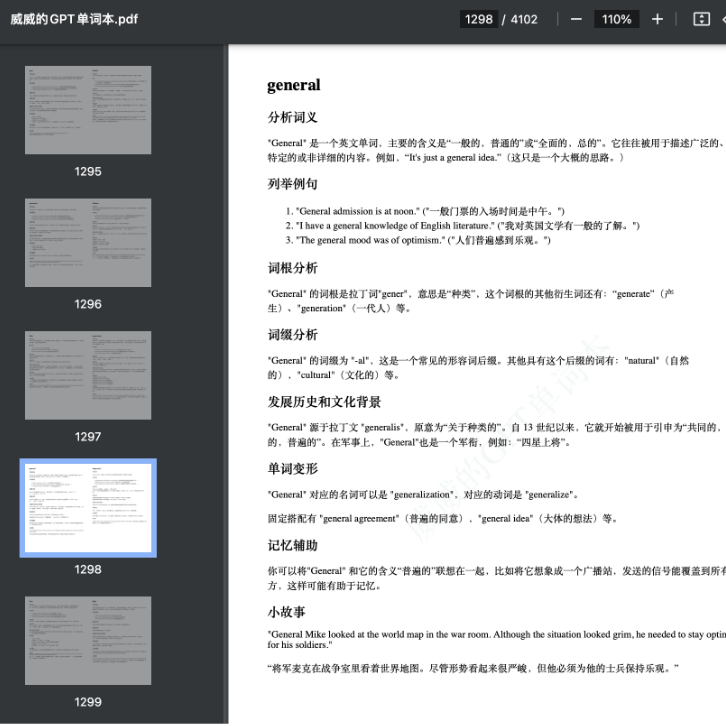 威威的GPT单词本.pdf
1298 / 4102
110%
1295
1296
1297
1298
1299
general
分析词义
"General" 是一个英文单词，主要的含义是“一般的，普通的”或“全面的，总的”。它往往被用于描述广泛的、
特定的或非详细的内容。例如，“It's just a general idea.”（这只是一个大概的思路。）
列举例句
1. "General admission is at noon." ("一般门票的入场时间是中午。")
2. "I have a general knowledge of English literature." ("我对英国文学有一般的了解。")
3. "The general mood was of optimism." ("人们普遍感到乐观。")
词根分析
"General" 的词根是拉丁词"gener"，意思是“种类”，这个词根的其他衍生词还有：“generate”（产
生）、"generation"（一代人）等。
词缀分析
"General" 的词缀为 "-al"，这是一个常见的形容词后缀。其他具有这个后缀的词有："natural"（自然
的），"cultural"（文化的）等。
发展历史和文化背景
"General" 源于拉丁文 "generalis"，原意为“关于种类的”。自 13 世纪以来，它就开始被用于引申为“共同的，
的，普遍的”。在军事上，"General"也是一个军衔，例如：“四星上将”。
单词变形
"General" 对应的名词可以是 "generalization"，对应的动词是 "generalize"。
固定搭配有 "general agreement"（普遍的同意），"general idea"（大体的想法）等。
记忆辅助
你可以将"General" 和它的含义“普遍的”联想在一起，比如将它想象成一个广播站，发送的信号能覆盖到所有
方，这样可能有助于记忆。
小故事
"General Mike looked at the world map in the war room. Although the situation looked grim, he needed to stay optim
for his soldiers."
“将军麦克在战争室里看着世界地图。尽管形势看起来很严峻，但他必须为他的士兵保持乐观。”
威威的GPT单词本